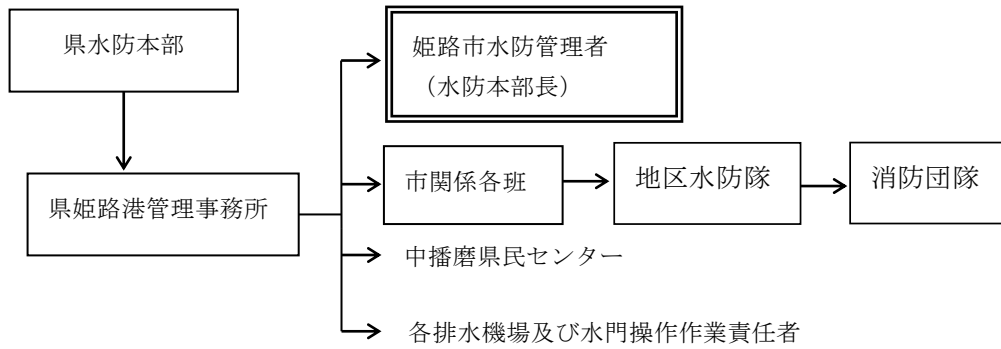 県水防本部
姫路市水防管理者
（水防本部長）
県姫路港管理事務所
市関係各班
地区水防隊
消防団隊
中播磨県民センター
各排水機場及び水門操作作業責任者